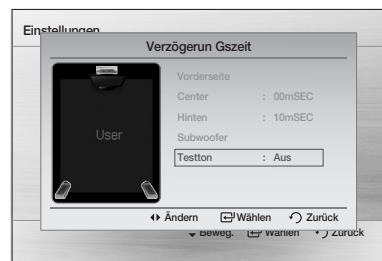 Einstellungen
Verzögerun Gszeit
User
Vorderseite
Center : 00mSEC
Hinten : 10mSEC
Subwoofer
Testton : Aus
Ändern Wählen Zurück
Beweg. Wählen Zurück